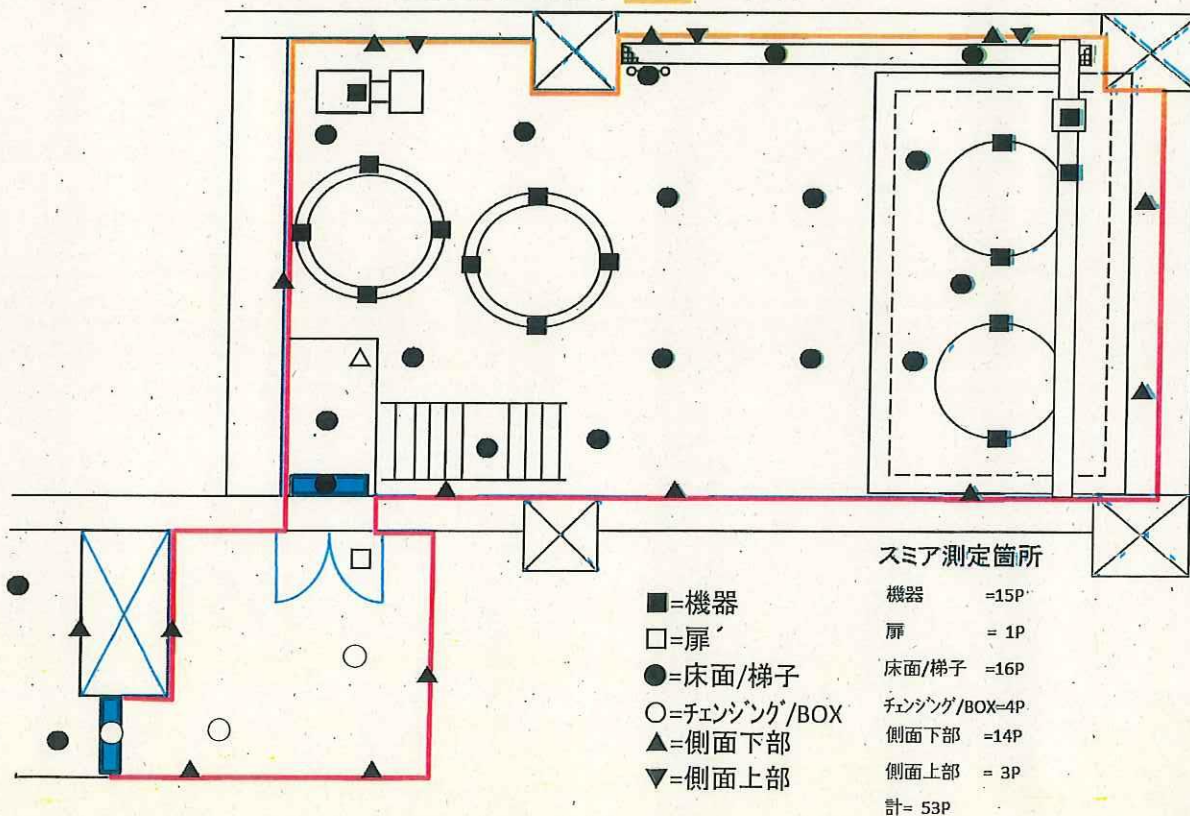 ■=機器
□=扉
●=床面/梯子
○=チェンジング/BOX
▲=側面下部
▼=側面上部
スミア測定箇所
機器 =15P
扉 = 1P
床面/梯子 =16P
チェンジング/BOX=4P
側面下部 =14P
側面上部 = 3P
計= 53P